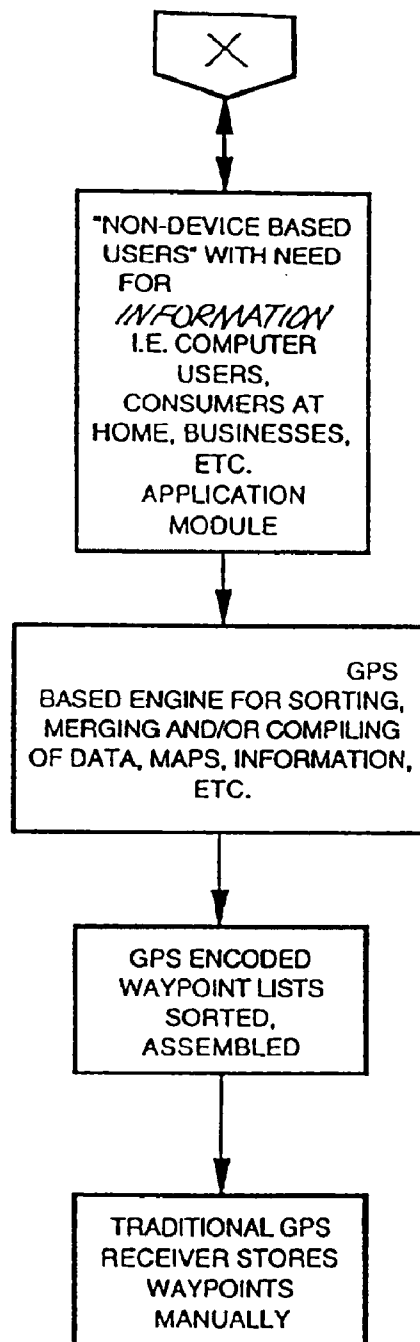 X
"NON-DEVICE BASED
USERS" WITH NEED
FOR
INFORMATION
I.E. COMPUTER
USERS,
CONSUMERS AT
HOME, BUSINESSES,
ETC.
APPLICATION
MODULE
GPS
BASED ENGINE FOR SORTING,
MERGING AND/OR COMPILING
OF DATA, MAPS, INFORMATION,
ETC.
GPS ENCODED
WAYPOINT LISTS
SORTED,
ASSEMBLED
TRADITIONAL GPS
RECEIVER STORES
WAYPOINTS
MANUALLY